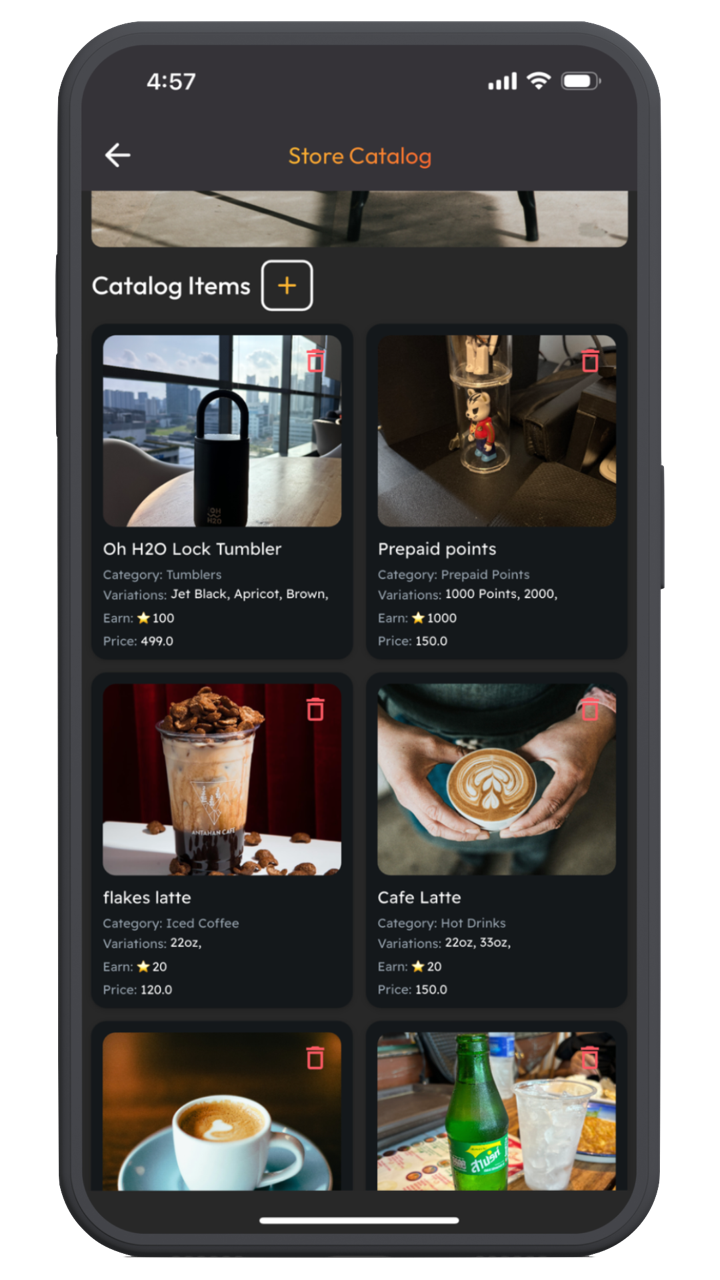 4:57
Store Catalog
Catalog Items
OH
H2O
Oh H2O Lock Tumbler
Category: Tumblers
Variations: Jet Black, Apricot, Brown,
Earn: ⭐ 100
Price: 499.0
Prepaid points
Category: Prepaid Points
Variations: 1000 Points, 2000,
Earn: ⭐ 1000
Price: 150.0
flakes latte
Category: Iced Coffee
Variations: 22oz,
Earn: ⭐ 20
Price: 120.0
Cafe Latte
Category: Hot Drinks
Variations: 22oz, 33oz,
Earn: ⭐ 20
Price: 150.0